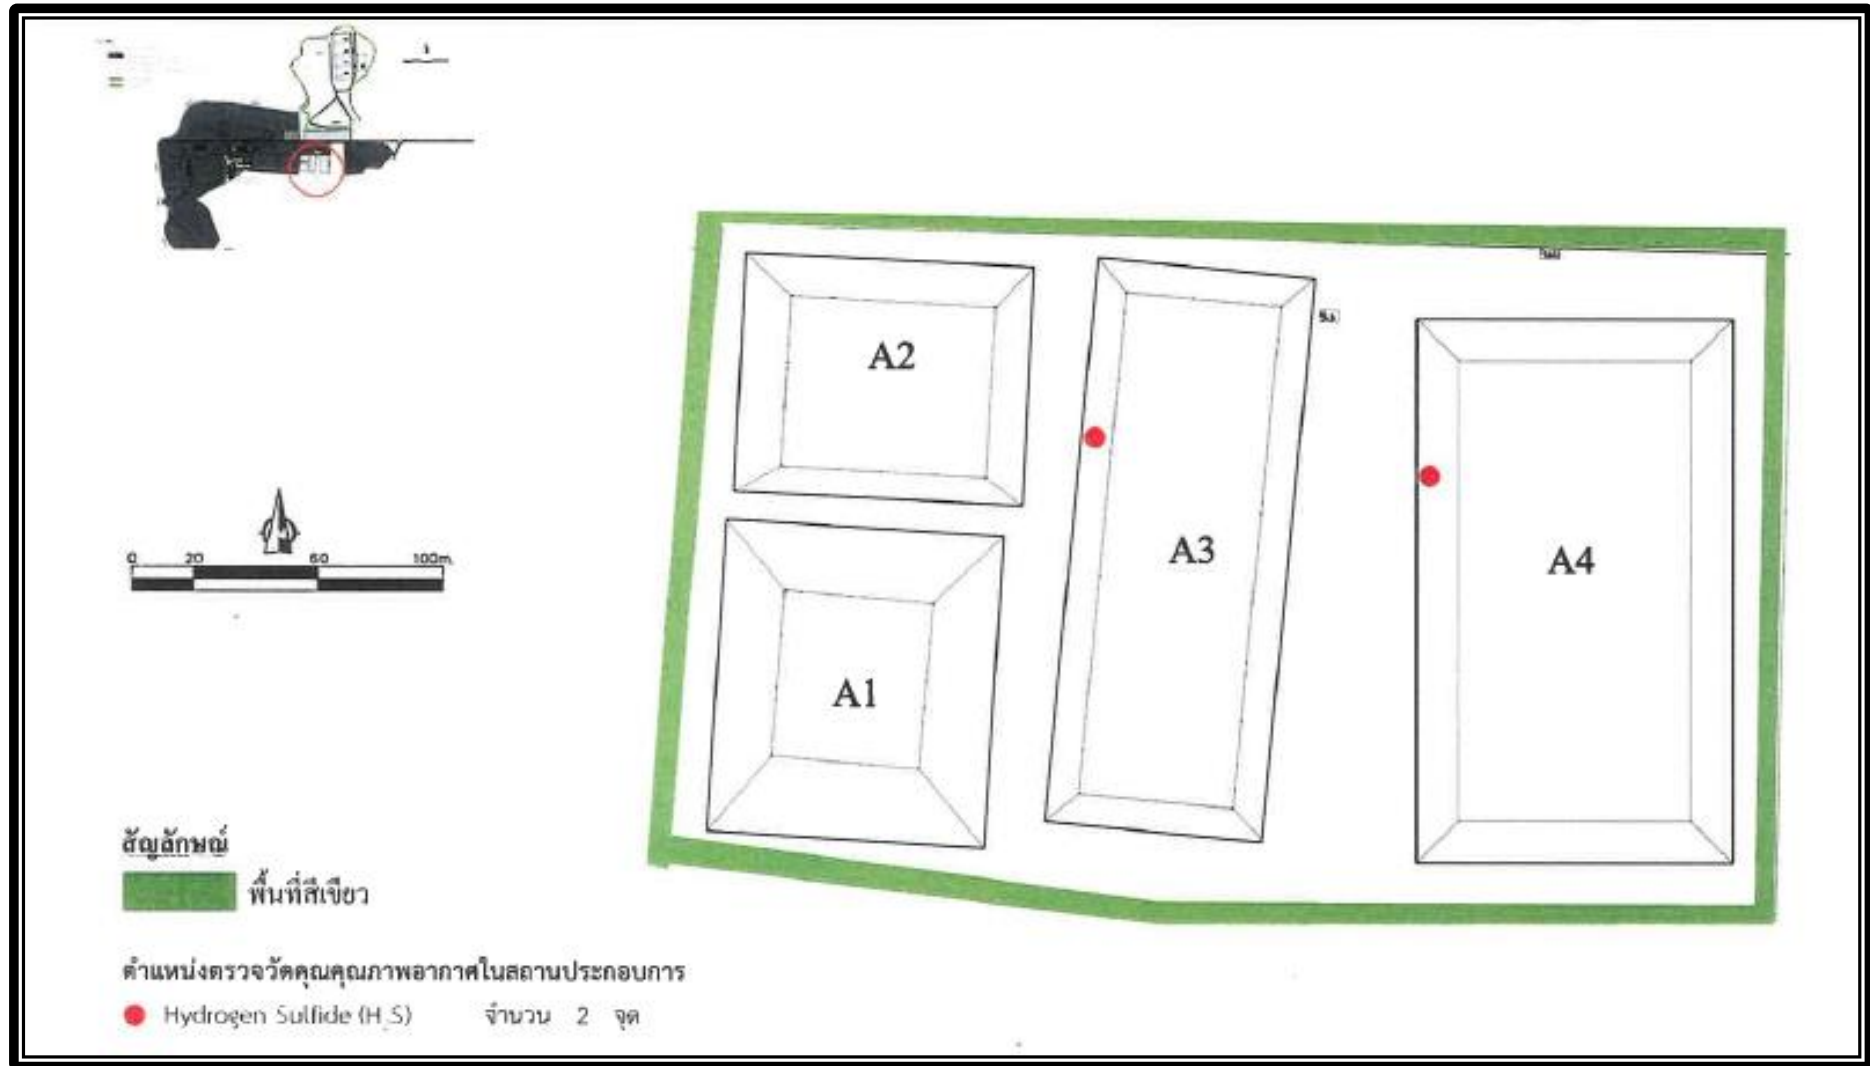 A2
A3
A4
A1
0 20 60 100m.
สัญลักษณ์
พื้นที่สีเขียว
ตำแหน่งตรวจวัดคุณคุณภาพอากาศในสถานประกอบการ
Hydrogen Sulfide (H₂S) จำนวน 2 จุด